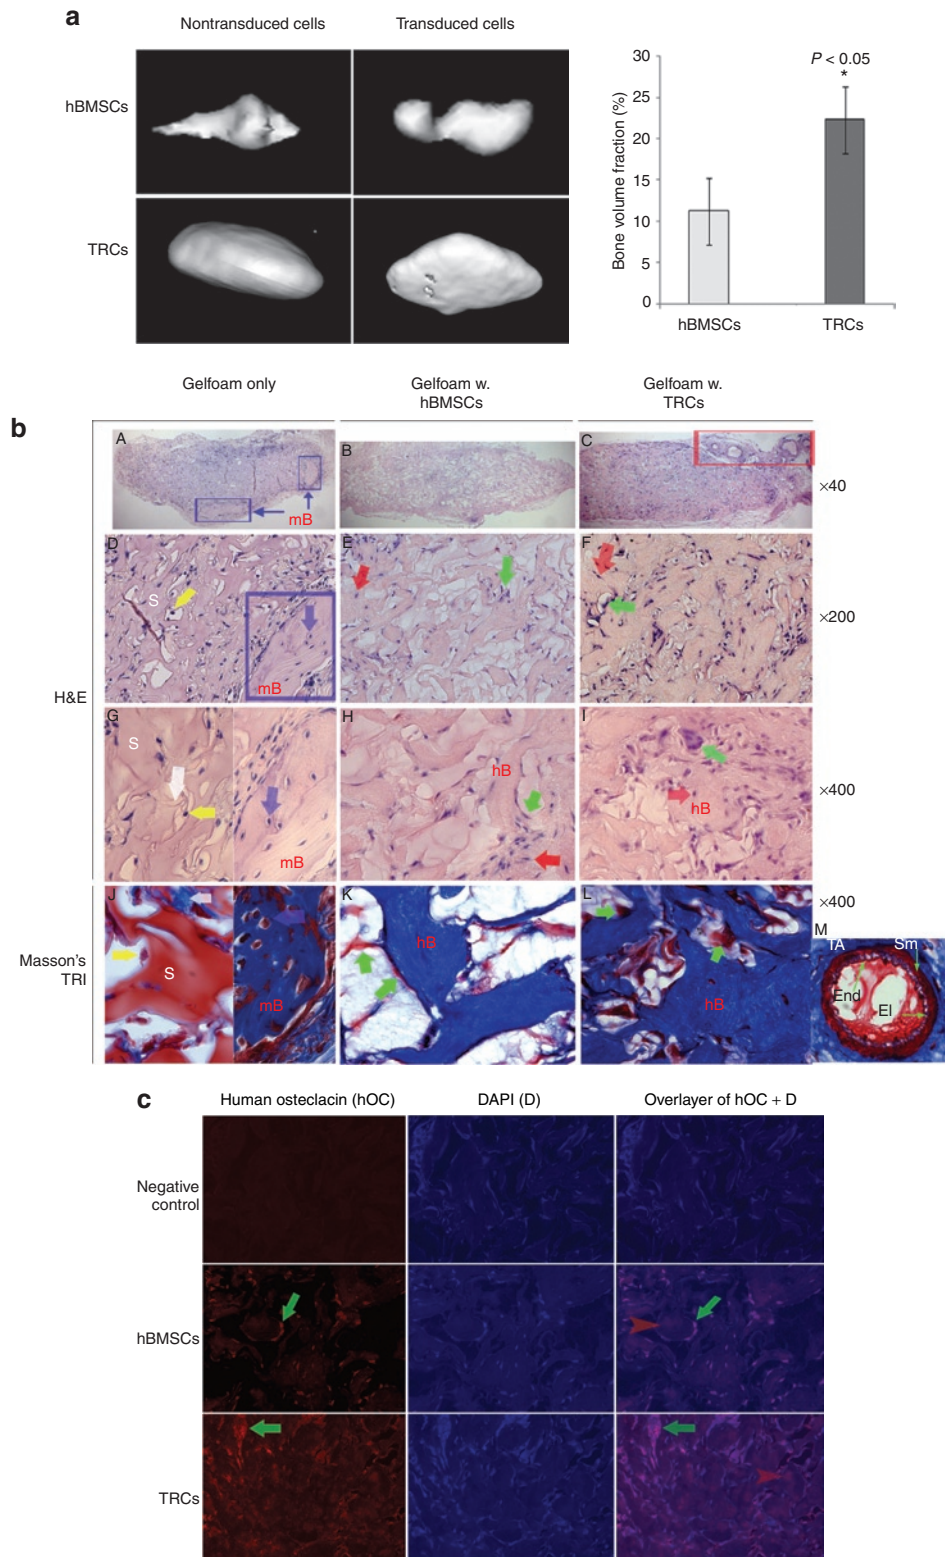 a
Nontransduced cells
Transduced cells
hBMSCs
TRCs
Bone volume fraction (%)
30
25
20
15
10
5
0
P < 0.05
*
hBMSCs
TRCs
b
Gelfoam only
Gelfoam w.
hBMSCs
Gelfoam w.
TRCs
A
mB
B
C
×40
D
S
mB
E
F
×200
H&E
G
S
mB
H
hB
I
hB
×400
Masson's
TRI
J
S
mB
K
hB
L
hB
×400
M
TA
Sm
End
El
c
Human osteclacin (hOC)
DAPI (D)
Overlayer of hOC + D
Negative
control
hBMSCs
TRCs